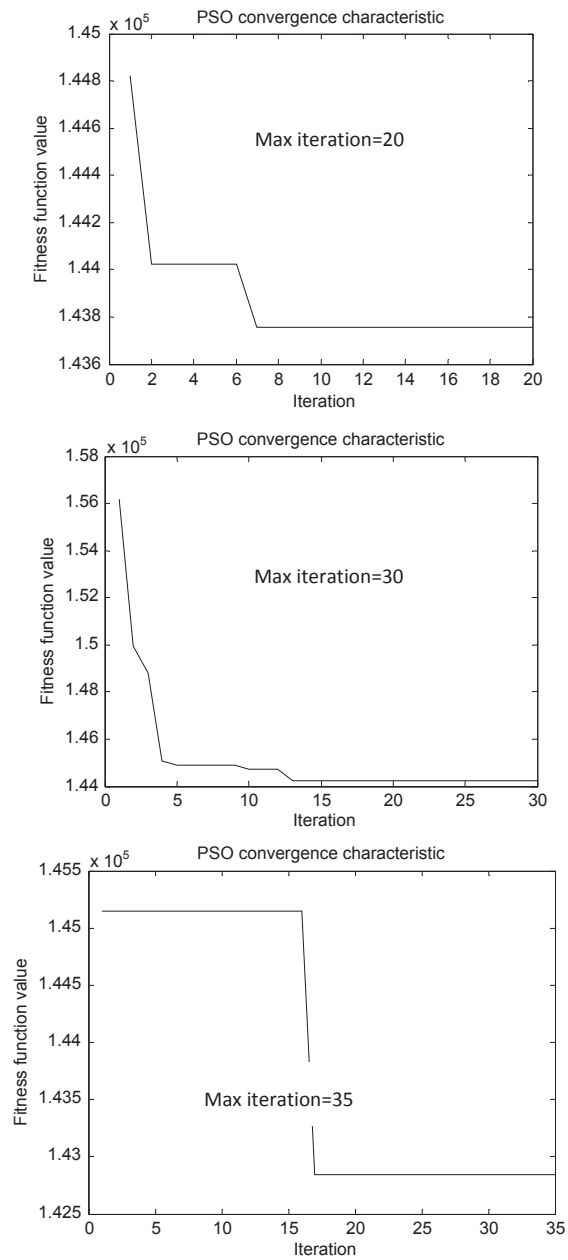 PSO convergence characteristic
x 10^5
1.45
1.448
1.446
1.444
1.442
1.44
1.438
1.436
Fitness function value
Max iteration=20
0 2 4 6 8 10 12 14 16 18 20
Iteration
PSO convergence characteristic
x 10^5
1.58
1.56
1.54
1.52
1.5
1.48
1.46
1.44
Fitness function value
Max iteration=30
0 5 10 15 20 25 30
Iteration
PSO convergence characteristic
x 10^5
1.455
1.45
1.445
1.44
1.435
1.43
1.425
Fitness function value
Max iteration=35
0 5 10 15 20 25 30 35
Iteration